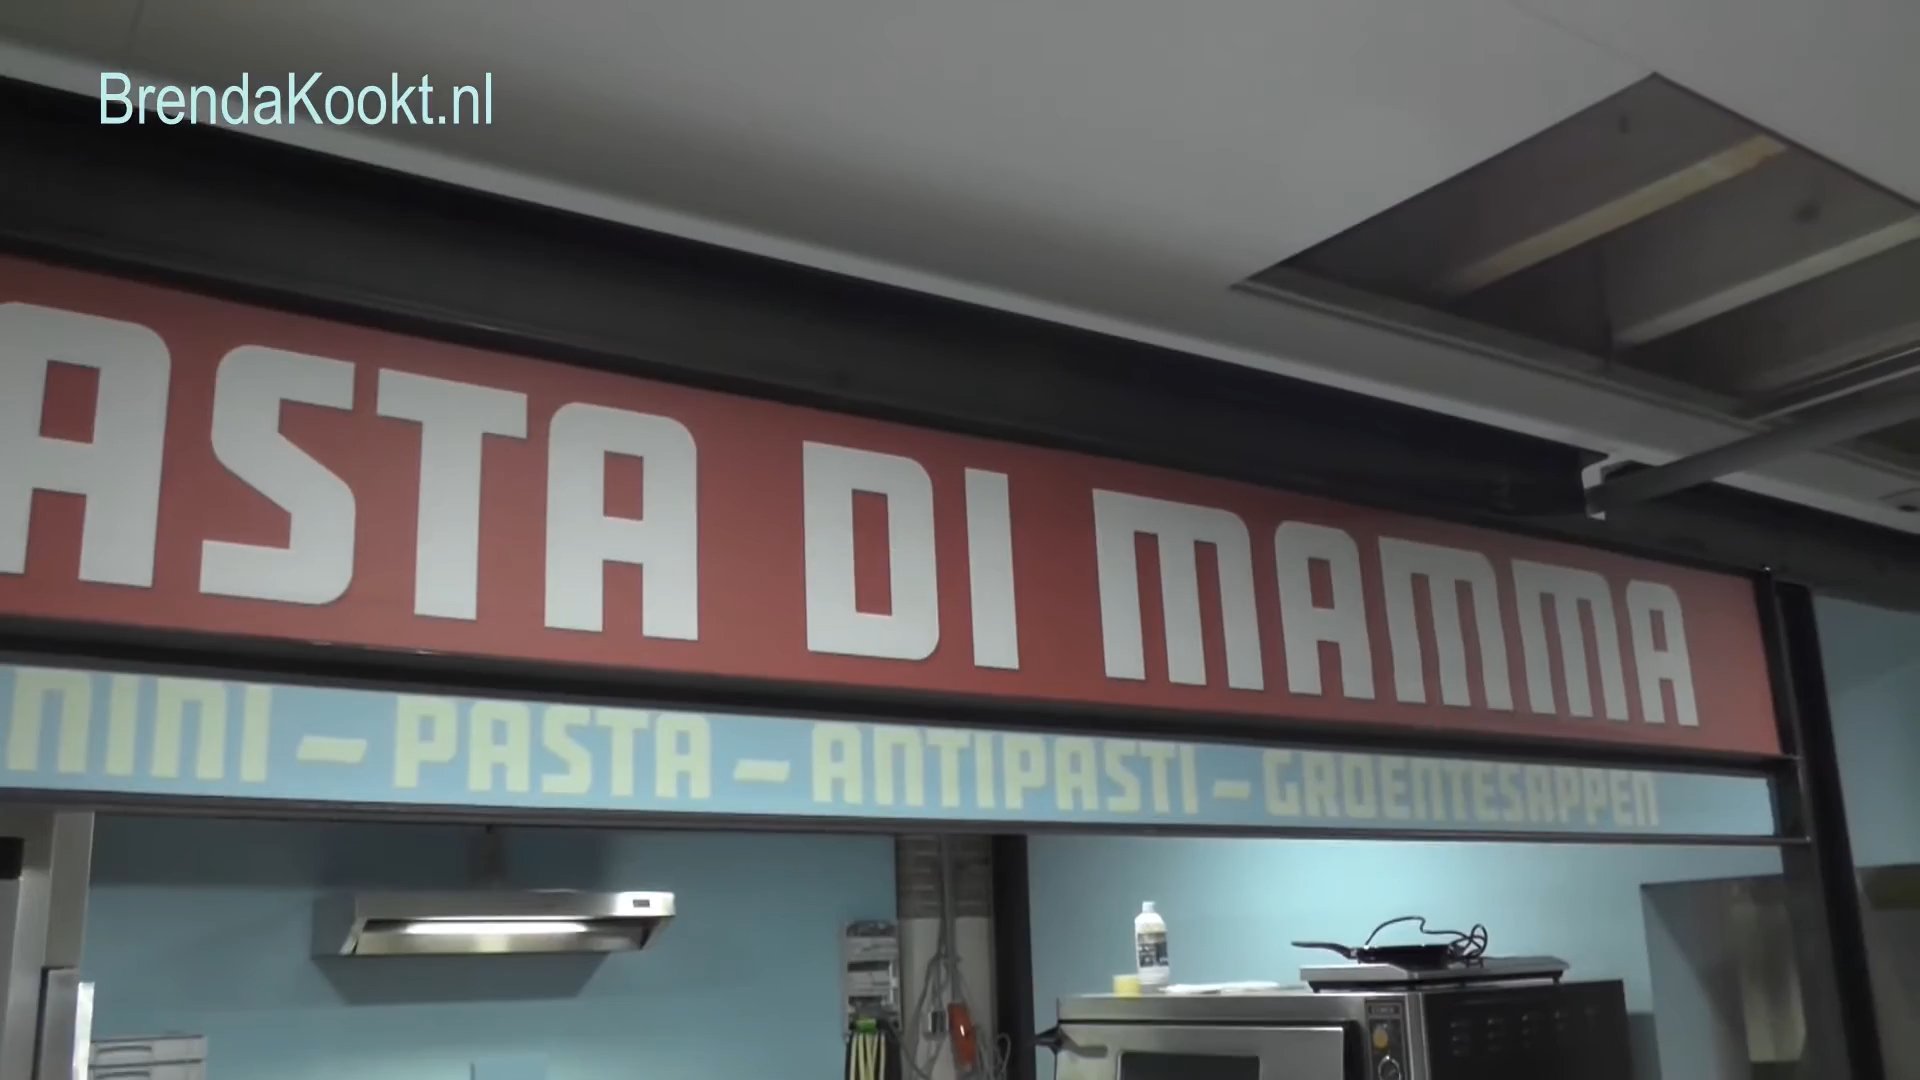 BrendaKookt.nl
ASTA DI MAMMA
NINI – PASTA – ANTIPASTI – GROENTESAPPEN